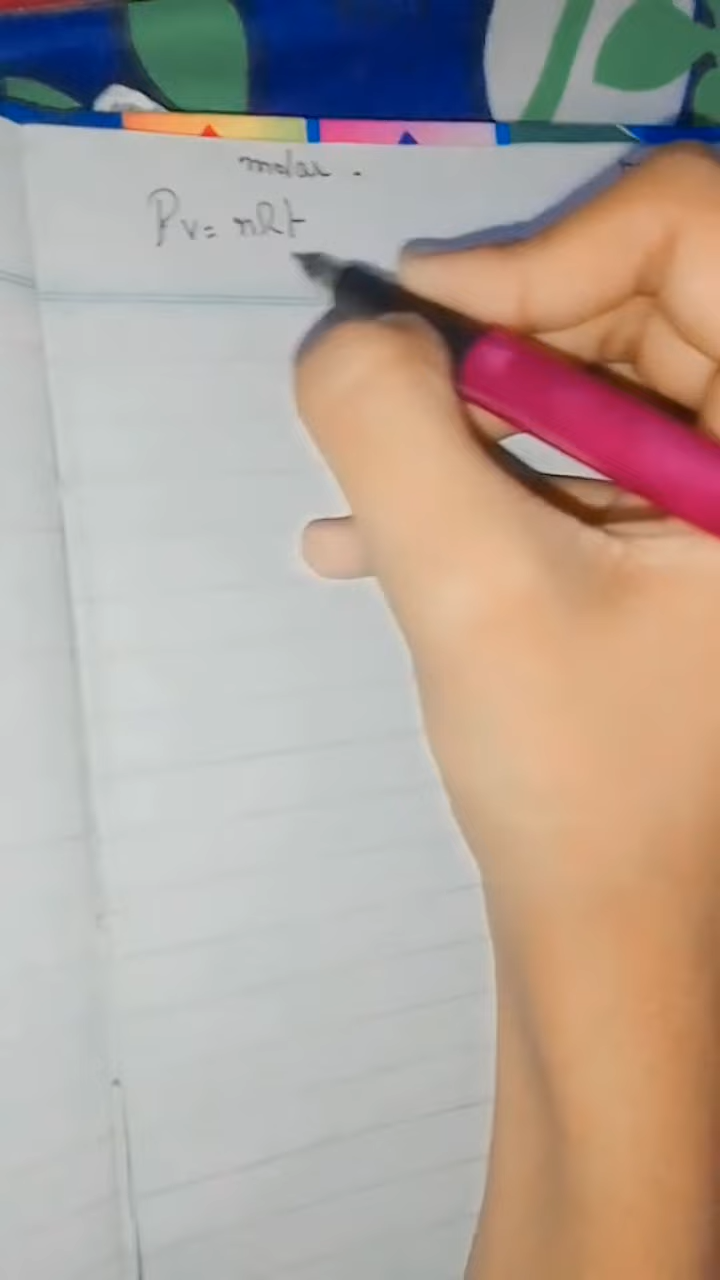 molar .
Pv = nRt